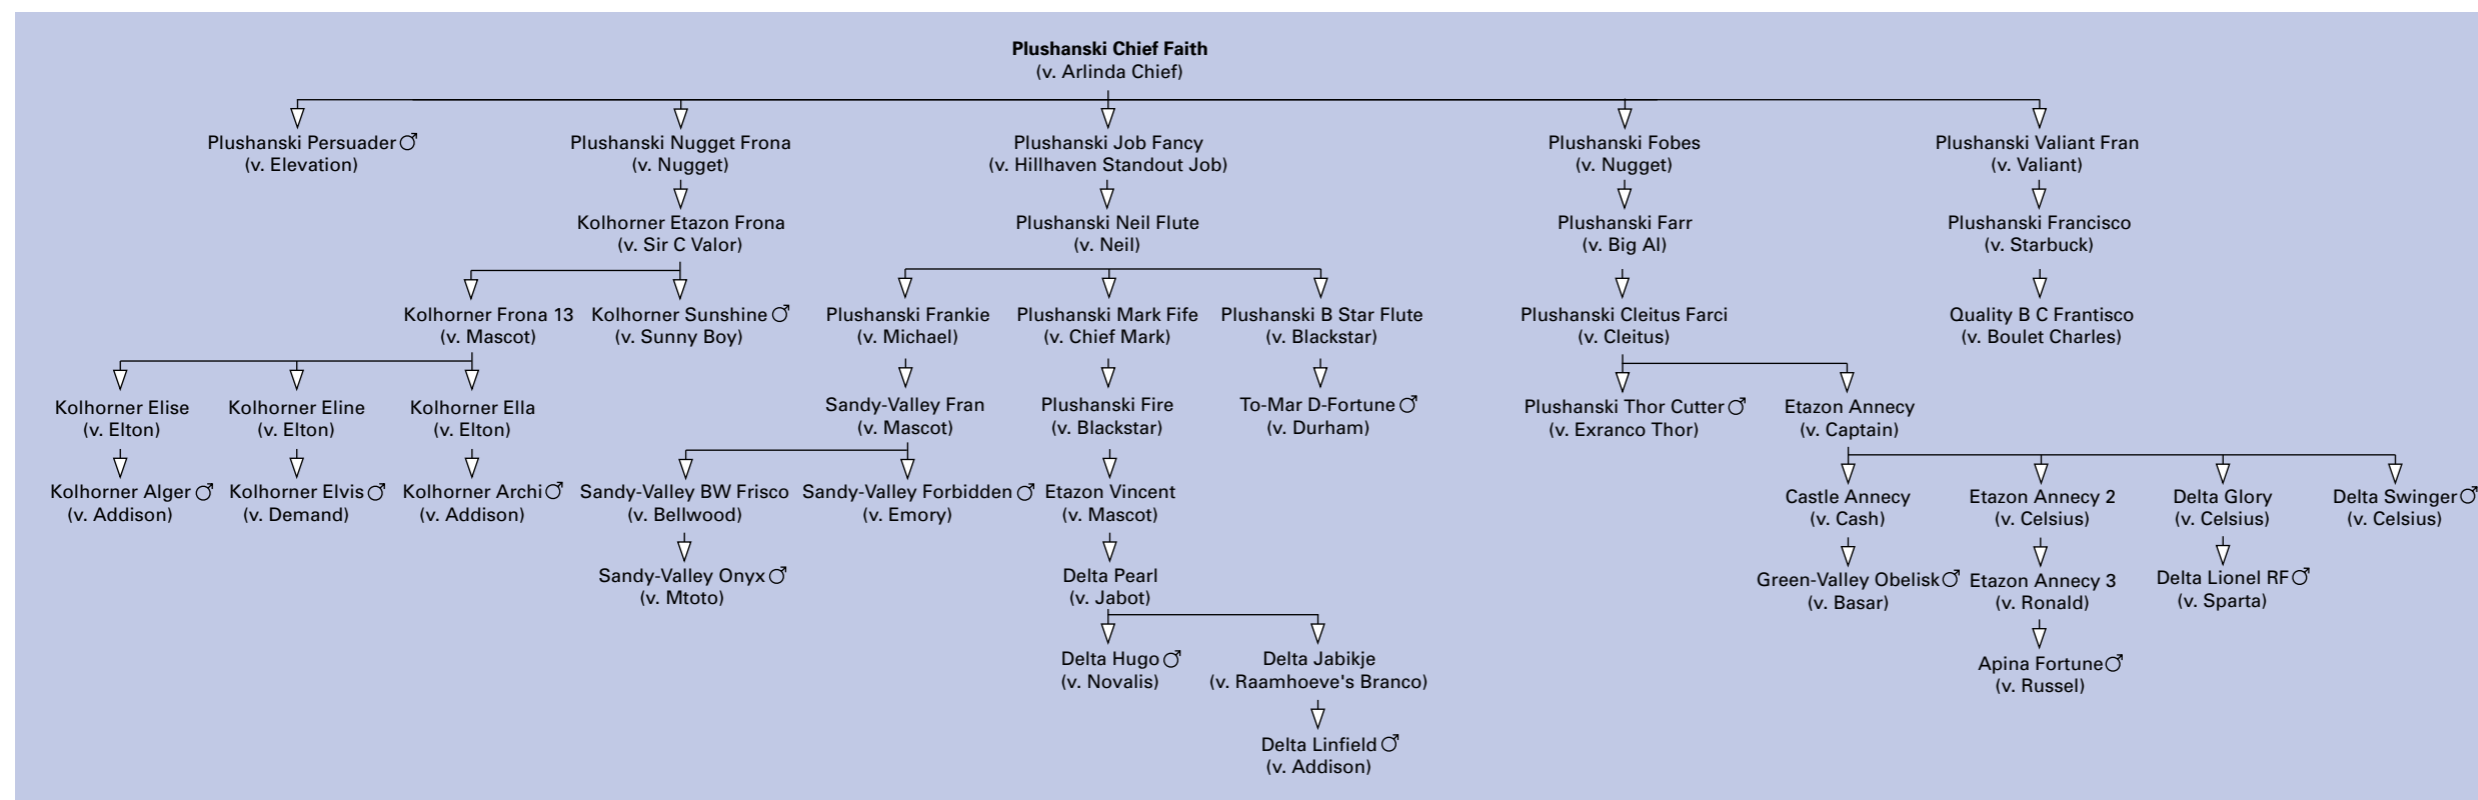 Plushanski Chief Faith
(v. Arlinda Chief)
Plushanski Persuader ♂
(v. Elevation)
Plushanski Nugget Frona
(v. Nugget)
Plushanski Job Fancy
(v. Hillhaven Standout Job)
Plushanski Fobes
(v. Nugget)
Plushanski Valiant Fran
(v. Valiant)
Kolhorner Etazon Frona
(v. Sir C Valor)
Plushanski Neil Flute
(v. Neil)
Plushanski Farr
(v. Big Al)
Plushanski Francisco
(v. Starbuck)
Kolhorner Frona 13
(v. Mascot)
Kolhorner Sunshine ♂
(v. Sunny Boy)
Plushanski Frankie
(v. Michael)
Plushanski Mark Fife
(v. Chief Mark)
Plushanski B Star Flute
(v. Blackstar)
Plushanski Cleitus Farci
(v. Cleitus)
Quality B C Frantisco
(v. Boulet Charles)
Kolhorner Elise
(v. Elton)
Kolhorner Eline
(v. Elton)
Kolhorner Ella
(v. Elton)
Sandy-Valley Fran
(v. Mascot)
Plushanski Fire
(v. Blackstar)
To-Mar D-Fortune ♂
(v. Durham)
Plushanski Thor Cutter ♂
(v. Exranco Thor)
Etazon Annecy
(v. Captain)
Kolhorner Alger ♂
(v. Addison)
Kolhorner Elvis ♂
(v. Demand)
Kolhorner Archi ♂
(v. Addison)
Sandy-Valley BW Frisco
(v. Bellwood)
Sandy-Valley Forbidden ♂
(v. Emory)
Etazon Vincent
(v. Mascot)
Castle Annecy
(v. Cash)
Etazon Annecy 2
(v. Celsius)
Delta Glory
(v. Celsius)
Delta Swinger ♂
(v. Celsius)
Sandy-Valley Onyx ♂
(v. Mtoto)
Delta Pearl
(v. Jabot)
Green-Valley Obelisk ♂
(v. Basar)
Etazon Annecy 3
(v. Ronald)
Delta Lionel RF ♂
(v. Sparta)
Delta Hugo ♂
(v. Novalis)
Delta Jabikje
(v. Raamhoeve's Branco)
Apina Fortune ♂
(v. Russel)
Delta Linfield ♂
(v. Addison)